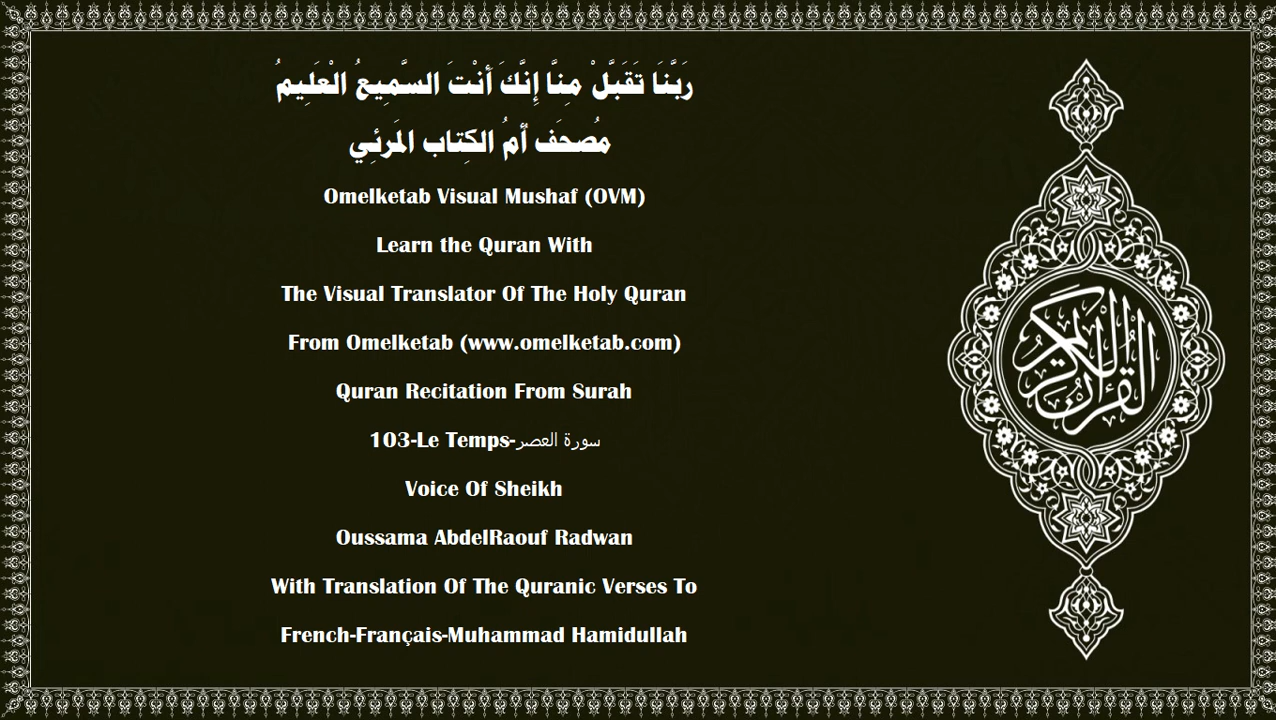 رَبَّنَا تَقَبَّلْ مِنَّا إِنَّكَ أَنْتَ السَّمِيعُ الْعَلِيمُ
مُصحَف أمُ الكِتاب المَرئِي
Omelketab Visual Mushaf (OVM)
Learn the Quran With
The Visual Translator Of The Holy Quran
From Omelketab (www.omelketab.com)
Quran Recitation From Surah
103-Le Temps-سورة العصر
Voice Of Sheikh
Oussama AbdelRaouf Radwan
With Translation Of The Quranic Verses To
French-Français-Muhammad Hamidullah
القرآن الكريم